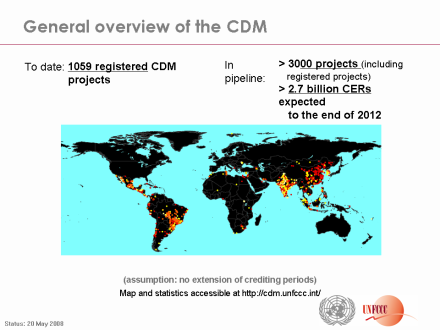 General overview of the CDM
To date: 1059 registered CDM
projects
In
pipeline:
> 3000 projects (including
registered projects)
> 2.7 billion CERs
expected
to the end of 2012
(assumption: no extension of crediting periods)
Map and statistics accessible at http://cdm.unfccc.int/
UNFCCC
Status: 20 May 2008